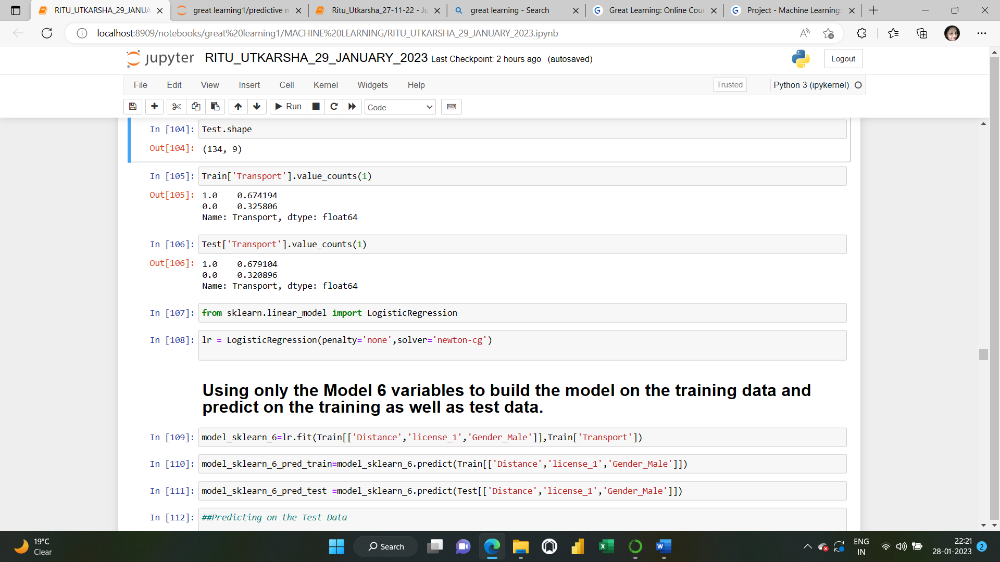 RITU_UTKARSHA_29_JANUA
great learning1/predictive m
Ritu_Utkarsha_27-11-22 - Ju
great learning - Search
Great Learning: Online Cour
Project - Machine Learning:
localhost:8909/notebooks/great%20learning1/MACHINE%20LEARNING/RITU_UTKARSHA_29_JANUARY_2023.ipynb
jupyter RITU_UTKARSHA_29_JANUARY_2023 Last Checkpoint: 2 hours ago (autosaved)
Logout
File Edit View Insert Cell Kernel Widgets Help
Trusted
Python 3 (ipykernel)
Run
Code
In [104]: Test.shape
Out[104]: (134, 9)
In [105]: Train['Transport'].value_counts(1)
Out[105]: 1.0 0.674194
0.0 0.325806
Name: Transport, dtype: float64
In [106]: Test['Transport'].value_counts(1)
Out[106]: 1.0 0.679104
0.0 0.320896
Name: Transport, dtype: float64
In [107]: from sklearn.linear_model import LogisticRegression
In [108]: lr = LogisticRegression(penalty='none',solver='newton-cg')
Using only the Model 6 variables to build the model on the training data and
predict on the training as well as test data.
In [109]: model_sklearn_6=lr.fit(Train[['Distance','license_1','Gender_Male']],Train['Transport'])
In [110]: model_sklearn_6_pred_train=model_sklearn_6.predict(Train[['Distance','license_1','Gender_Male']])
In [111]: model_sklearn_6_pred_test =model_sklearn_6.predict(Test[['Distance','license_1','Gender_Male']])
In [112]: ##Predicting on the Test Data
19°C
Clear
Search
ENG
IN
22:21
28-01-2023
2